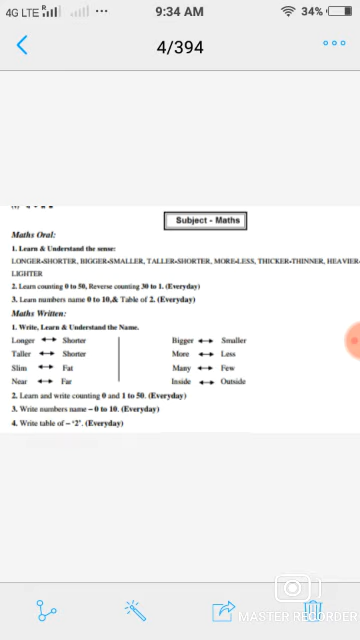 4G LTE R
9:34 AM
34%
4/394
Subject - Maths
Maths Oral:
1. Learn & Understand the sense:
LONGER-SHORTER, BIGGER-SMALLER, TALLER-SHORTER, MORE-LESS, THICKER-THINNER, HEAVIER-
LIGHTER
2. Learn counting 0 to 50, Reverse counting 30 to 1. (Everyday)
3. Learn numbers name 0 to 10,& Table of 2. (Everyday)
Maths Written:
1. Write, Learn & Understand the Name.
Longer ↔ Shorter Bigger ↔ Smaller
Taller ↔ Shorter More ↔ Less
Slim ↔ Fat Many ↔ Few
Near ↔ Far Inside ↔ Outside
2. Learn and write counting 0 and 1 to 50. (Everyday)
3. Write numbers name – 0 to 10. (Everyday)
4. Write table of – ‘2’. (Everyday)
MASTER RECORDER